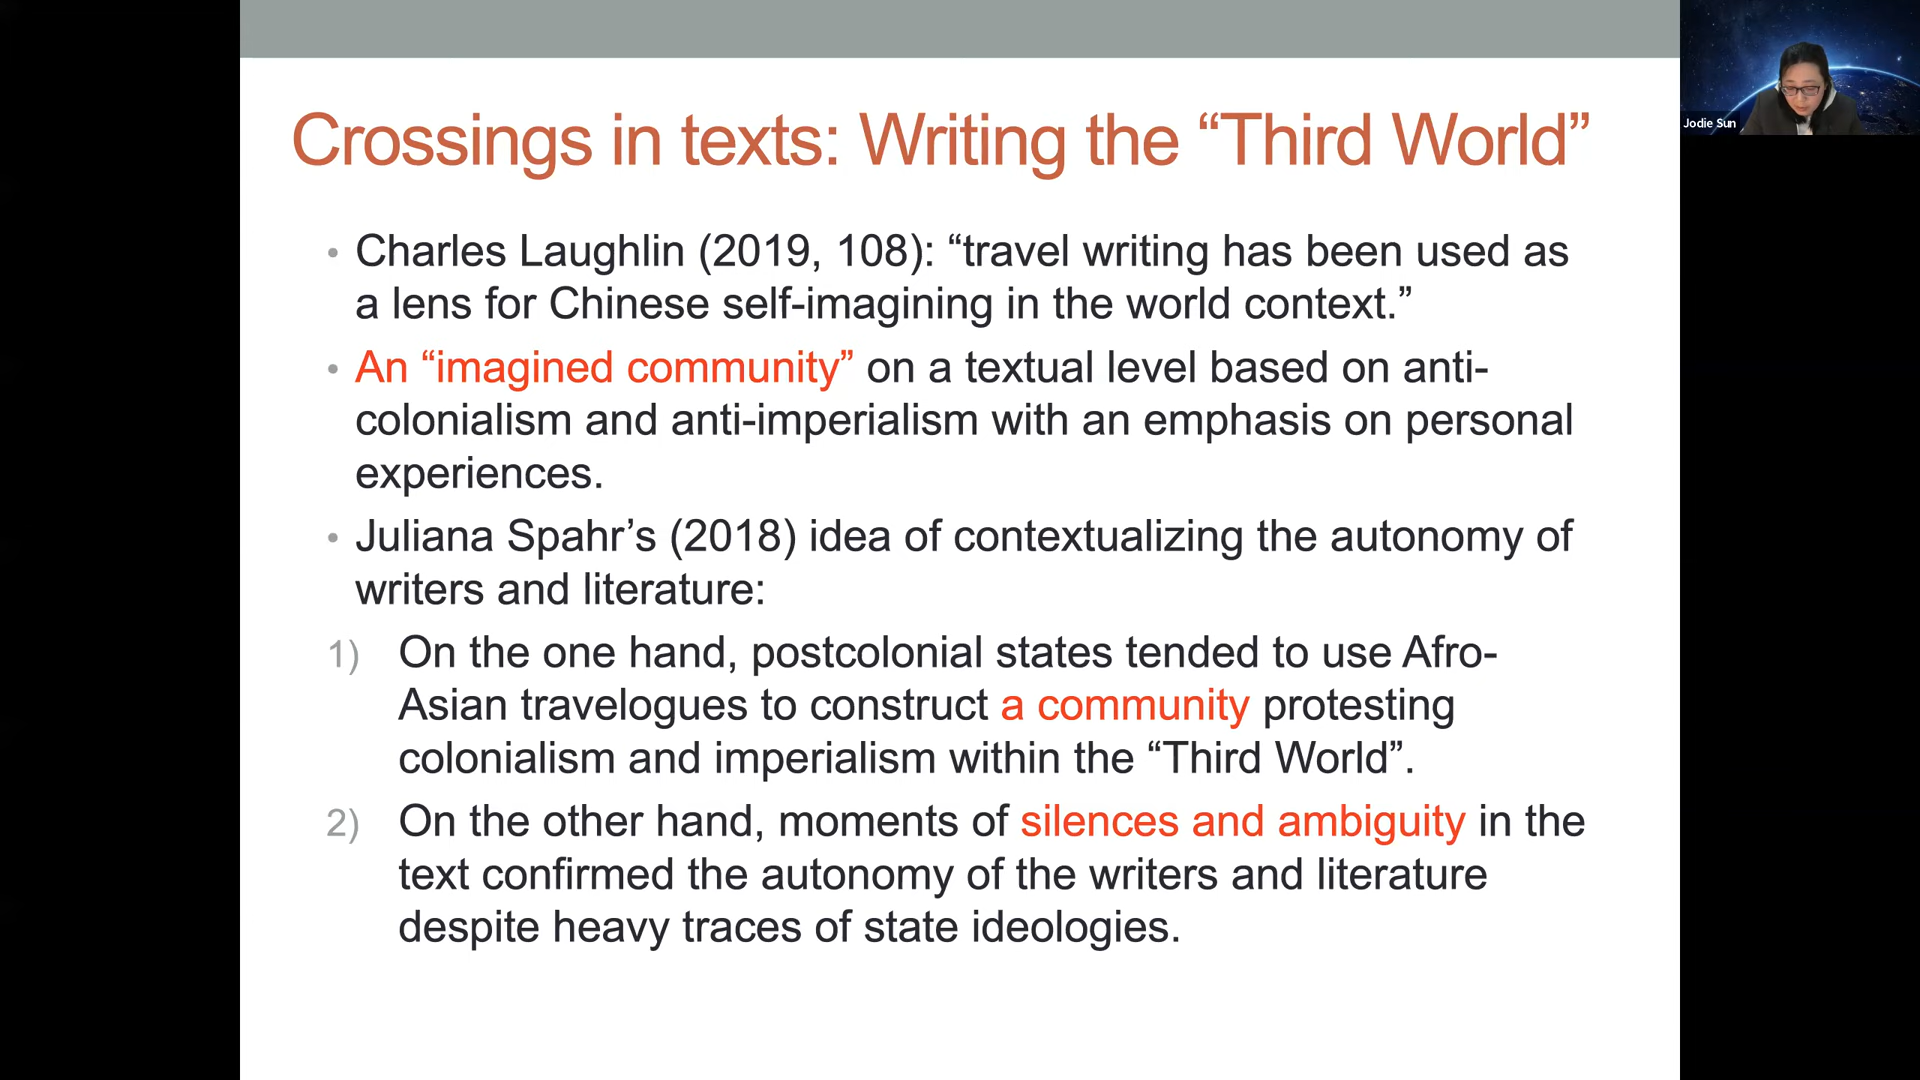 Crossings in texts: Writing the “Third World”
Jodie Sun
• Charles Laughlin (2019, 108): “travel writing has been used as
a lens for Chinese self-imagining in the world context.”
• An “imagined community” on a textual level based on anti-
colonialism and anti-imperialism with an emphasis on personal
experiences.
• Juliana Spahr’s (2018) idea of contextualizing the autonomy of
writers and literature:
1) On the one hand, postcolonial states tended to use Afro-
Asian travelogues to construct a community protesting
colonialism and imperialism within the “Third World”.
2) On the other hand, moments of silences and ambiguity in the
text confirmed the autonomy of the writers and literature
despite heavy traces of state ideologies.